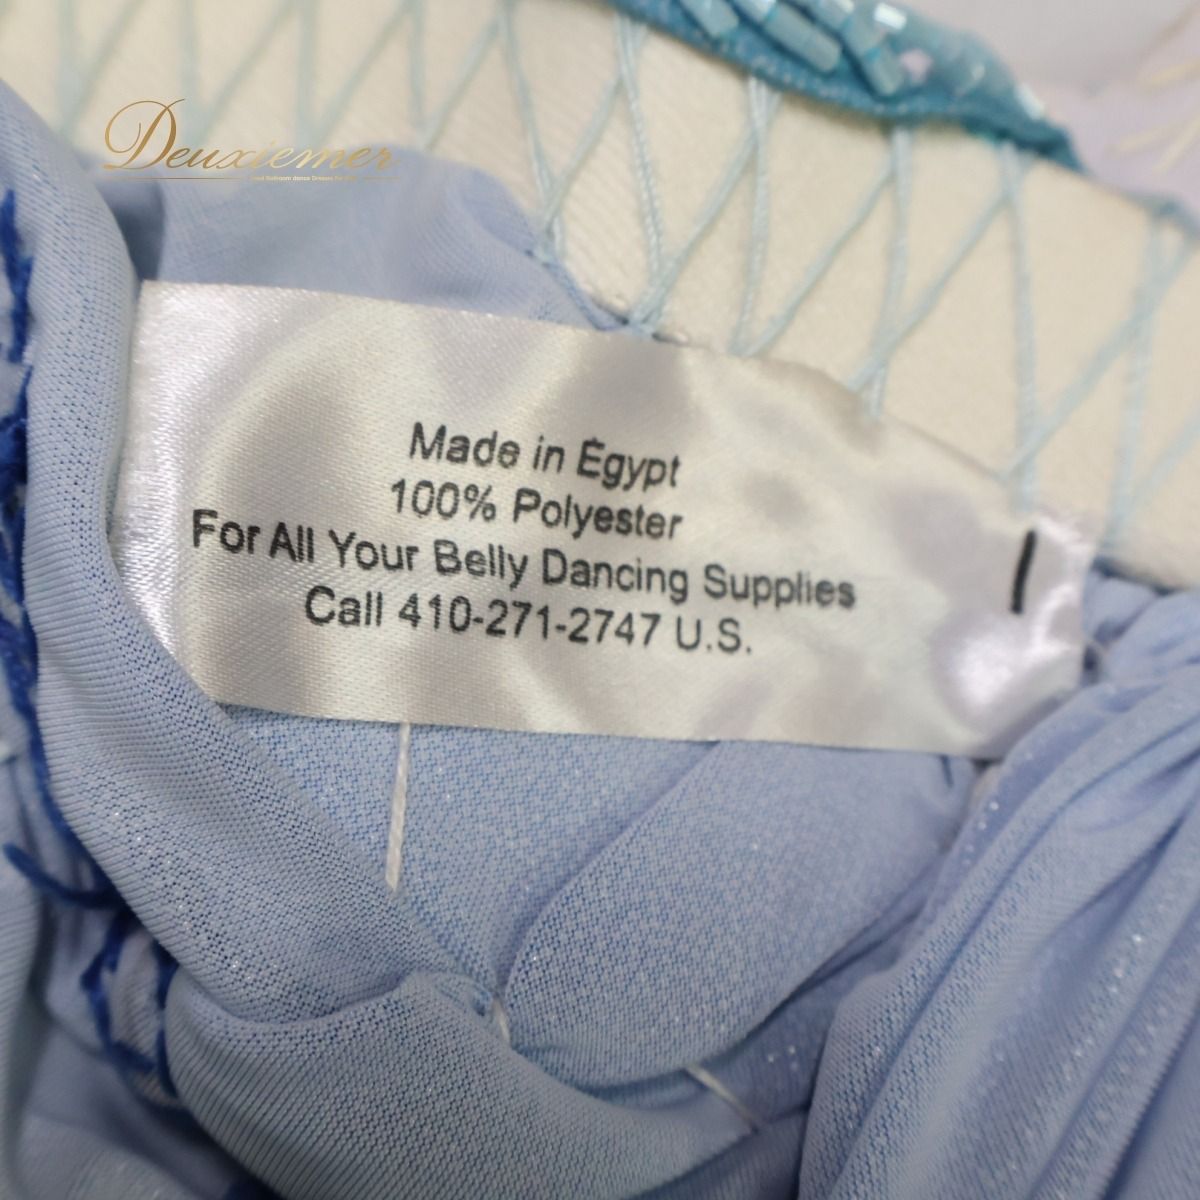 Deuxiemer
Made in Egypt
100% Polyester
For All Your Belly Dancing Supplies
Call 410-271-2747 U.S.